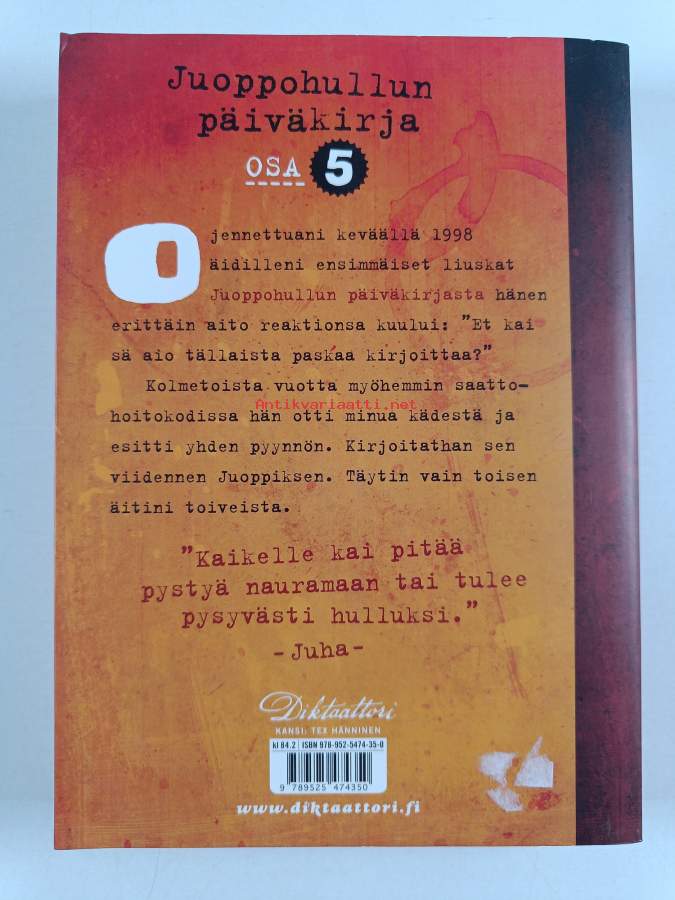 Juoppohullun
päiväkirja
OSA 5
Ojennettuani keväällä 1998
äidilleni ensimmäiset liuskat
Juoppohullun päiväkirjasta hänen
erittäin aito reaktionsa kuului: ”Et kai
sä aio tällaista paskaa kirjoittaa?”
Kolmetoista vuotta myöhemmin saatto-
Antikvariaatti.net
hoitokodissa hän otti minua kädestä ja
esitti yhden pyynnön. Kirjoitathan sen
viidennen Juoppiksen. Täytin vain toisen
äitini toiveista.
”Kaikelle kai pitää
pystyä nauramaan tai tulee
pysyvästi hulluksi.”
-Juha-
Diktaattori
KANSI: TEX HÄNNINEN
kl 84.2 | ISBN 978-952-5474-35-0
9 789525 474350
www.diktaattori.fi